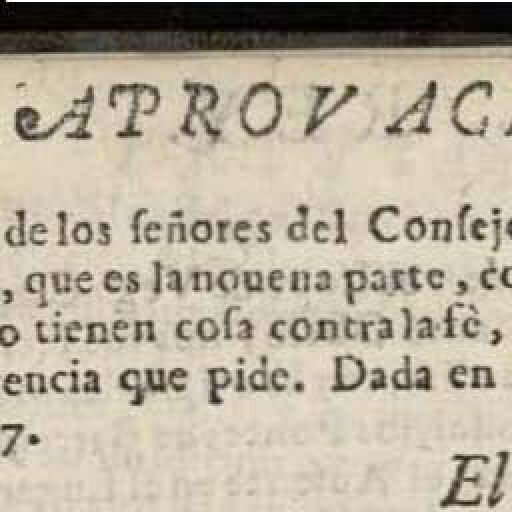 APROVAC
de los ſeñores del Conſej
, que es la nouena parte, co
o tienen coſa contra la fè,
encia que pide. Dada en
7.
El